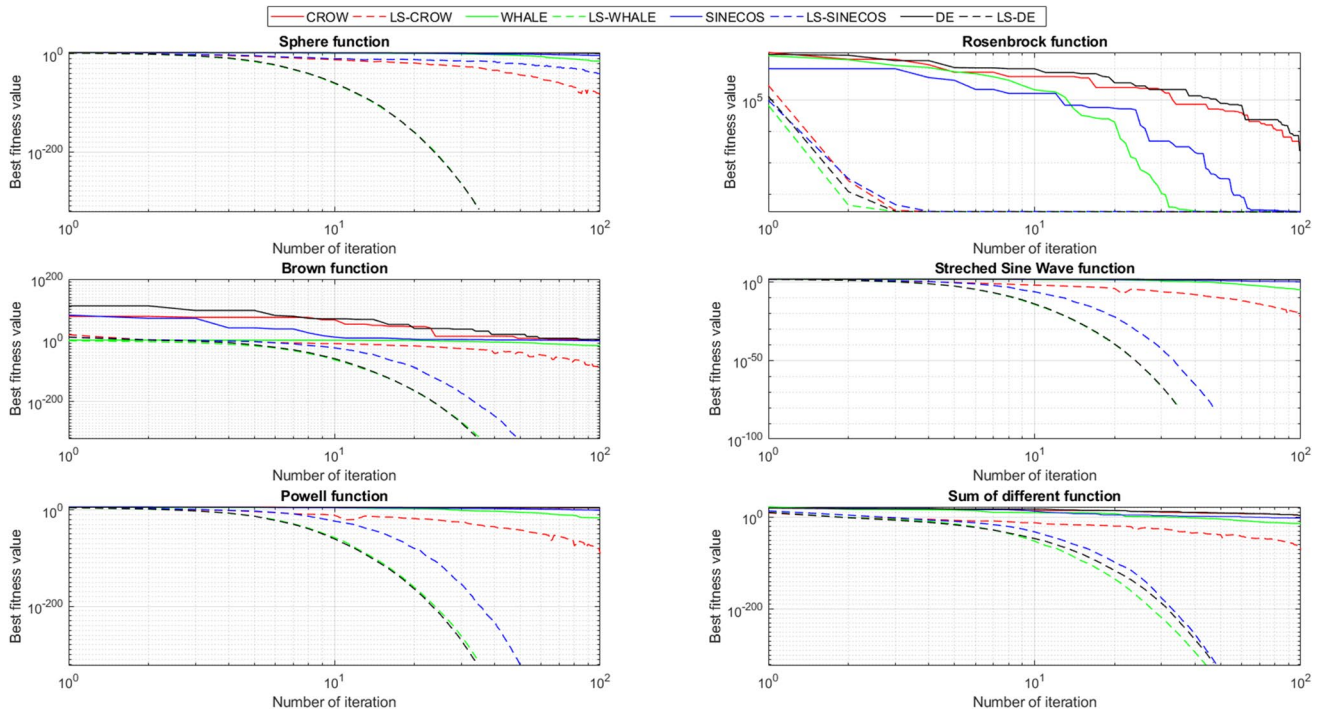 CROW LS-CROW WHALE LS-WHALE SINECOS LS-SINECOS DE LS-DE
Sphere function
Best fitness value
10^0
10^-200
10^0 10^1 10^2
Number of iteration
Rosenbrock function
Best fitness value
10^5
10^0 10^1 10^2
Number of iteration
Brown function
Best fitness value
10^200
10^0
10^-200
10^0 10^1 10^2
Number of iteration
Streched Sine Wave function
Best fitness value
10^0
10^-50
10^-100
10^0 10^1 10^2
Number of iteration
Powell function
Best fitness value
10^0
10^-200
10^0 10^1 10^2
Number of iteration
Sum of different function
Best fitness value
10^0
10^-200
10^0 10^1 10^2
Number of iteration